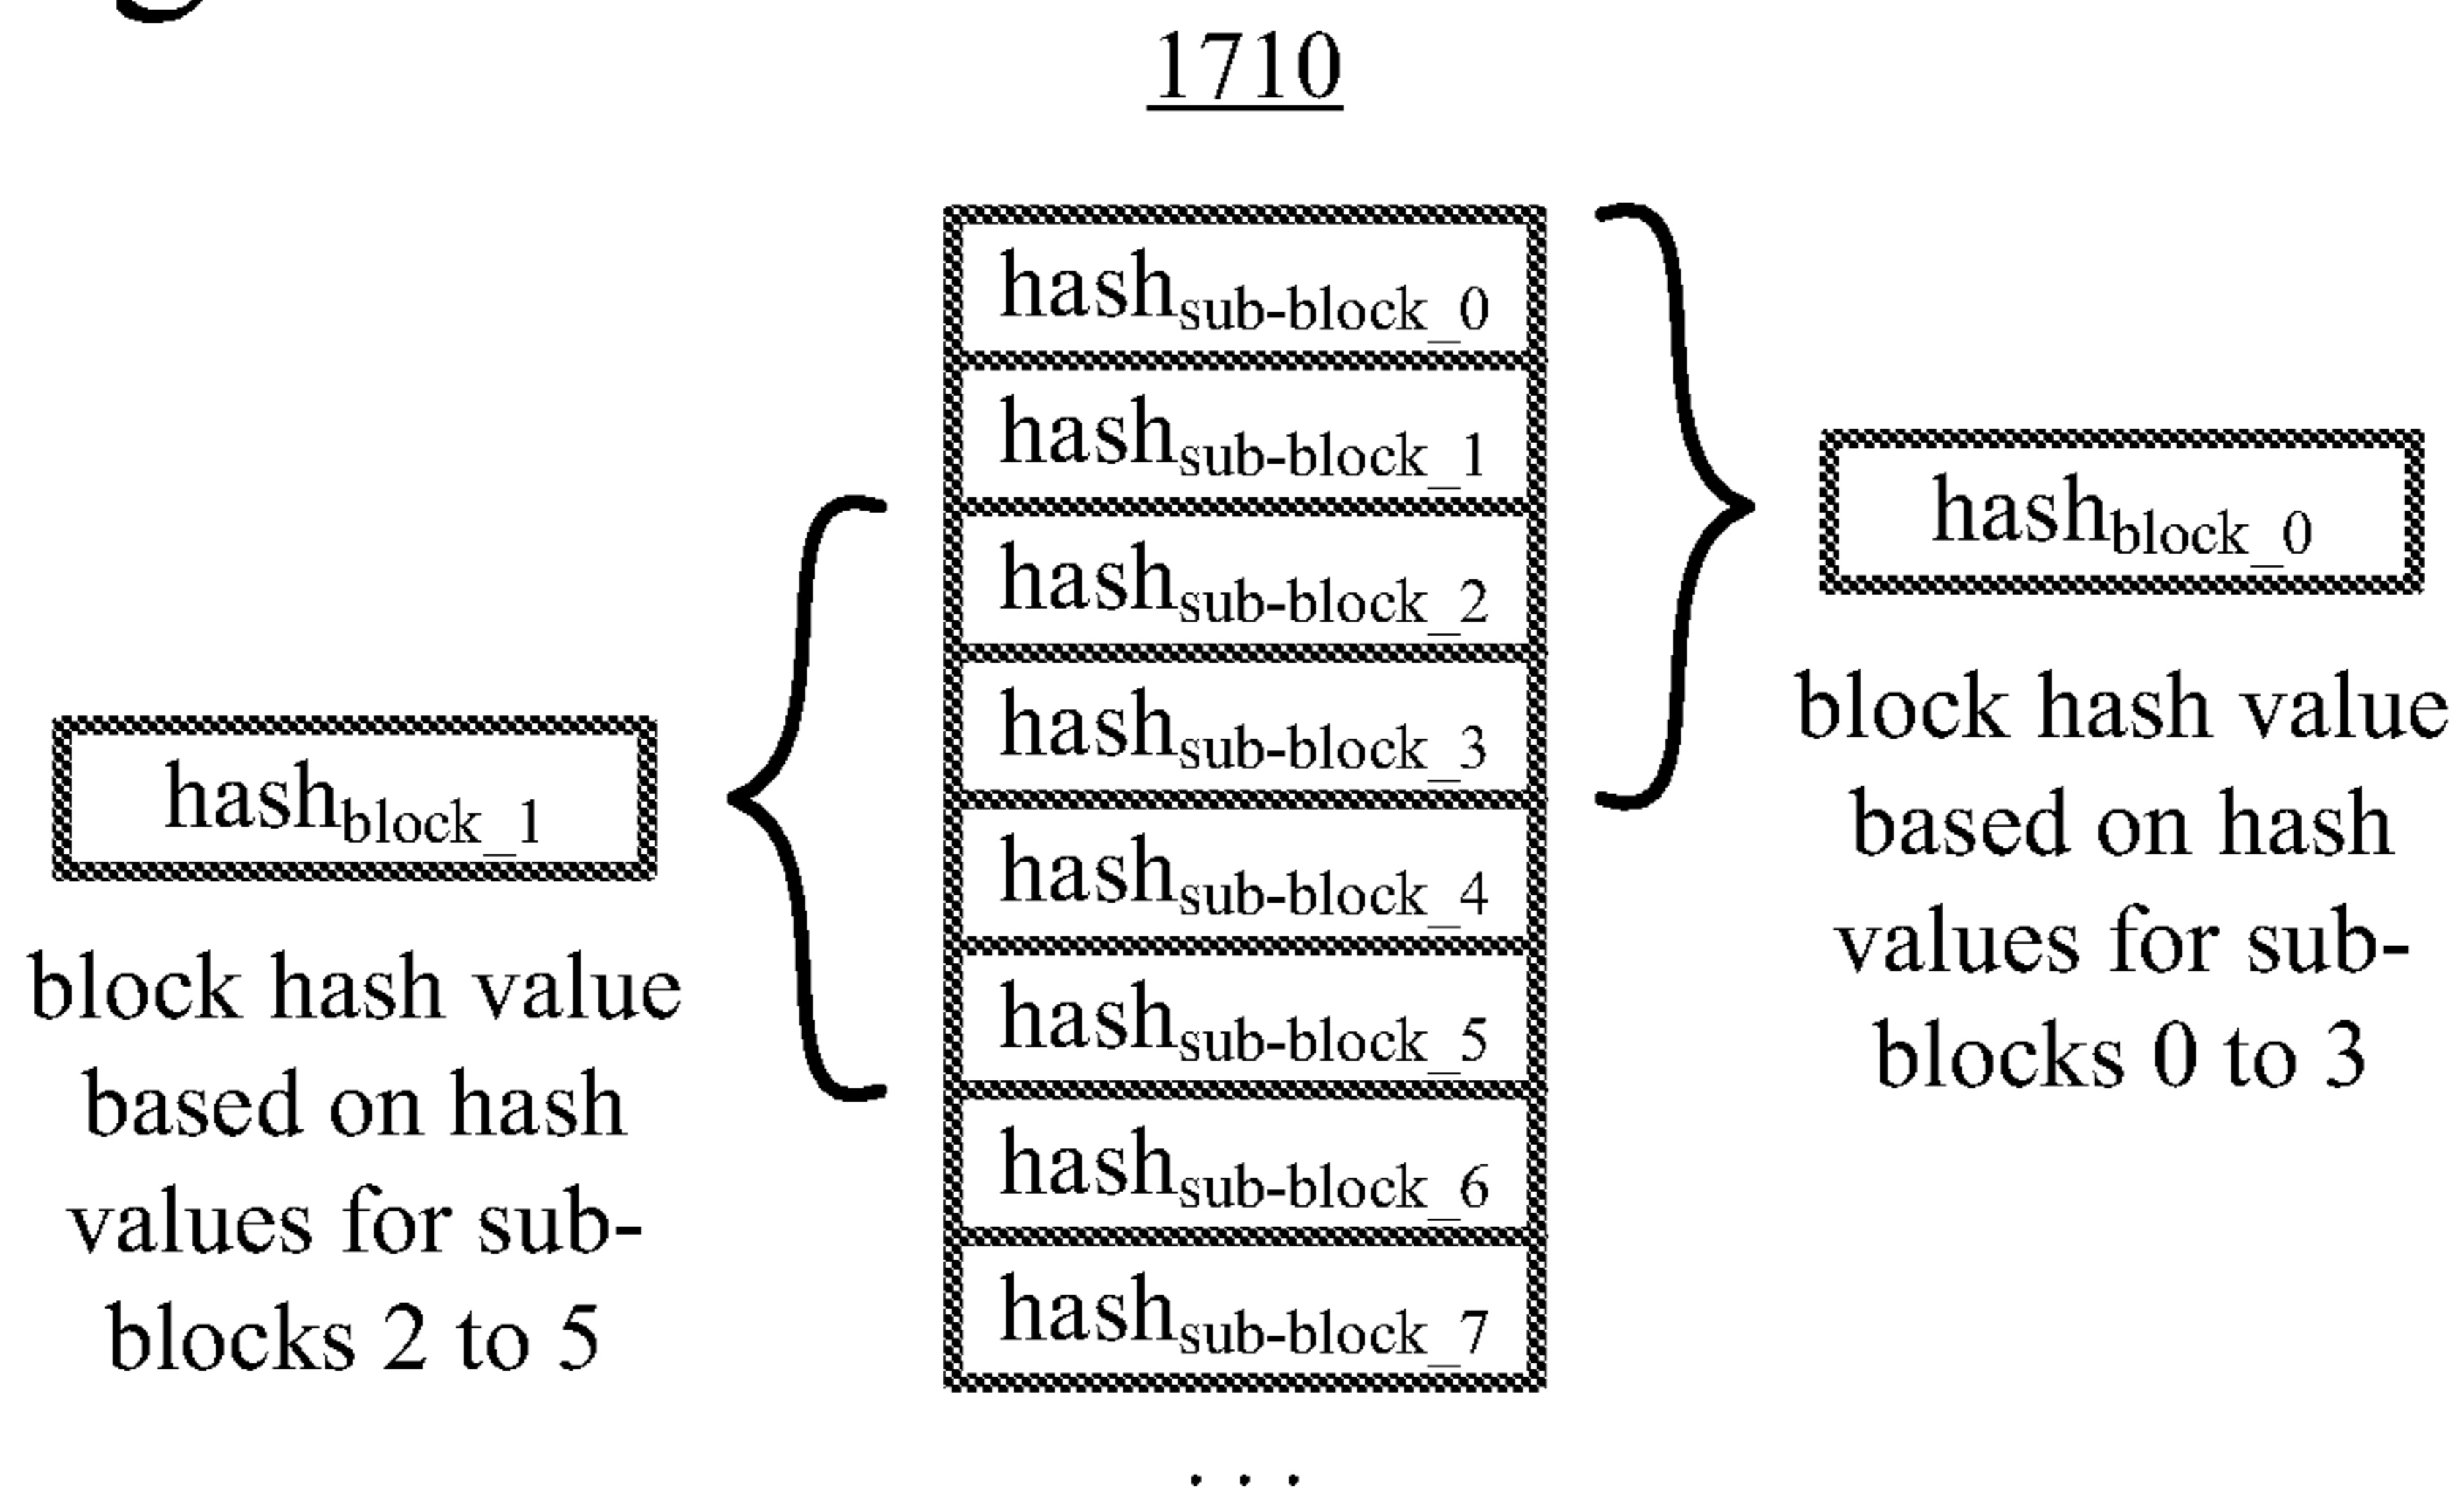 1710
hashsub-block_0
hashsub-block_1
hashsub-block_2
hashsub-block_3
hashsub-block_4
hashsub-block_5
hashsub-block_6
hashsub-block_7
. . .
hashblock_0
block hash value
based on hash
values for sub-
blocks 0 to 3
hashblock_1
block hash value
based on hash
values for sub-
blocks 2 to 5